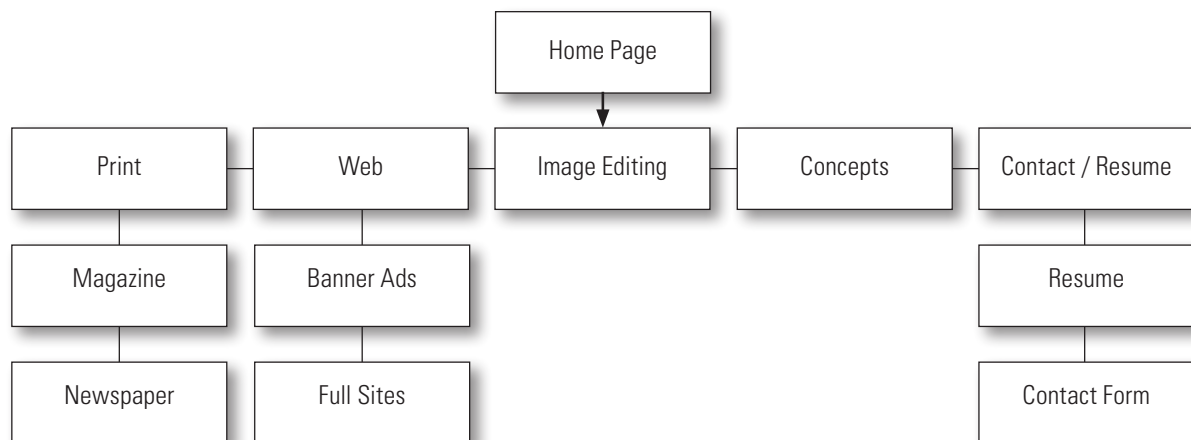 Home Page
Print
Web
Image Editing
Concepts
Contact / Resume
Magazine
Banner Ads
Resume
Newspaper
Full Sites
Contact Form